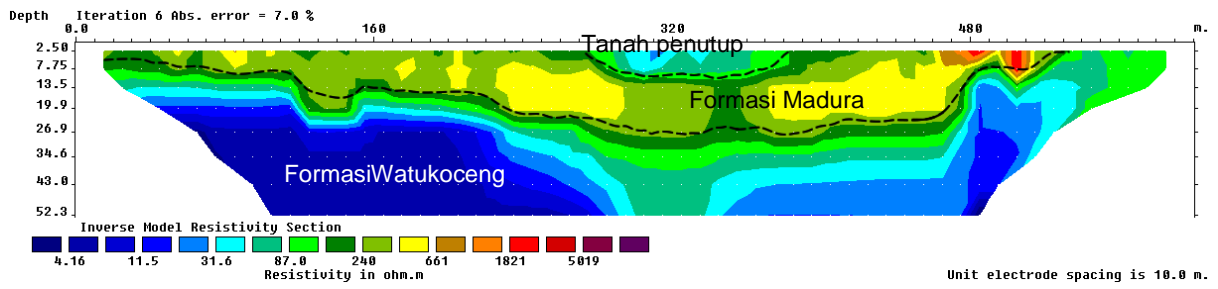 Depth Iteration 6 Abs. error = 7.0 %
0.0 160 320 480 m.
Tanah penutup
2.50
7.75
13.5
19.9
26.9
34.6
43.0
52.3
Formasi Madura
FormasiWatukoceng
Inverse Model Resistivity Section
4.16 11.5 31.6 87.0 240 661 1821 5019
Resistivity in ohm.m
Unit electrode spacing is 10.0 m.